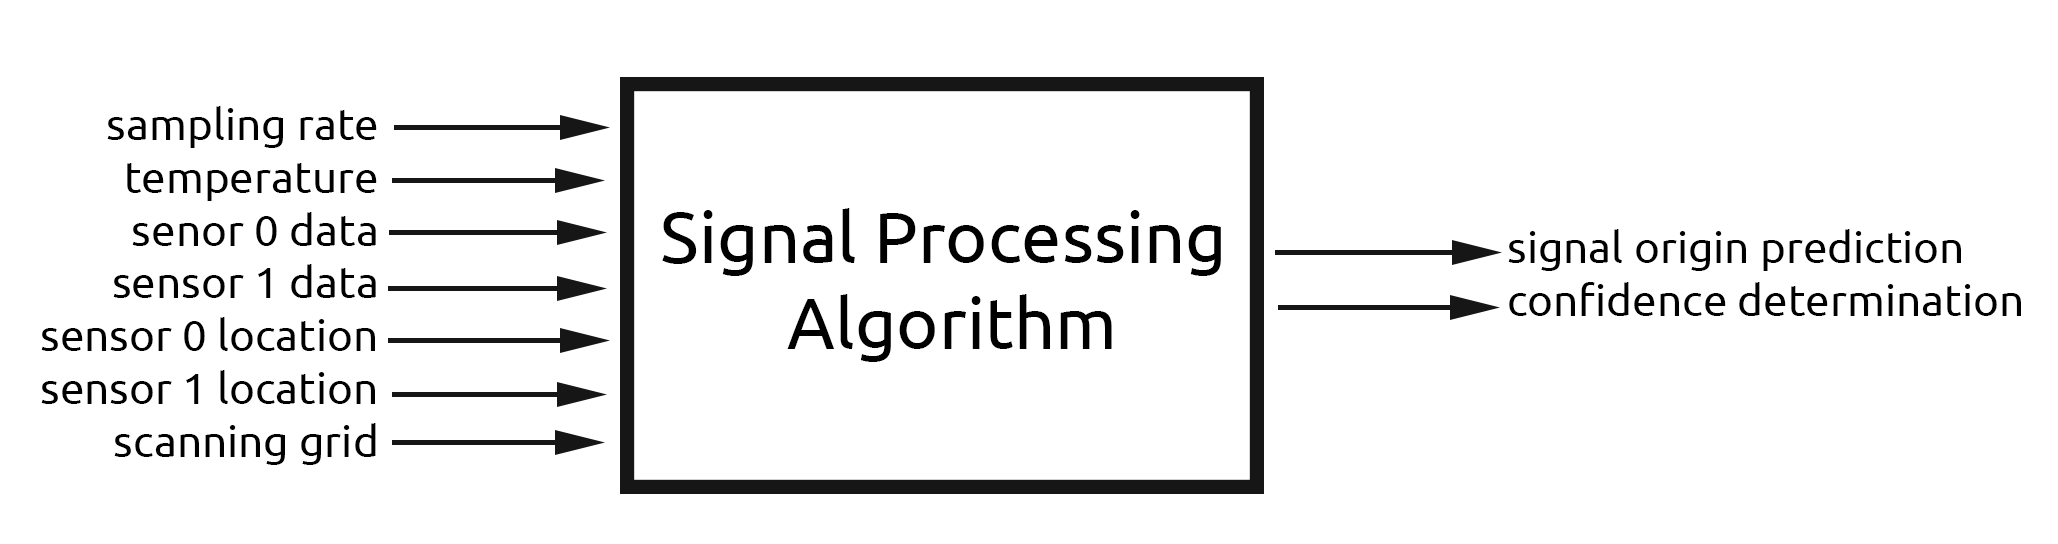 sampling rate
temperature
senor 0 data
sensor 1 data
sensor 0 location
sensor 1 location
scanning grid
Signal Processing
Algorithm
signal origin prediction
confidence determination